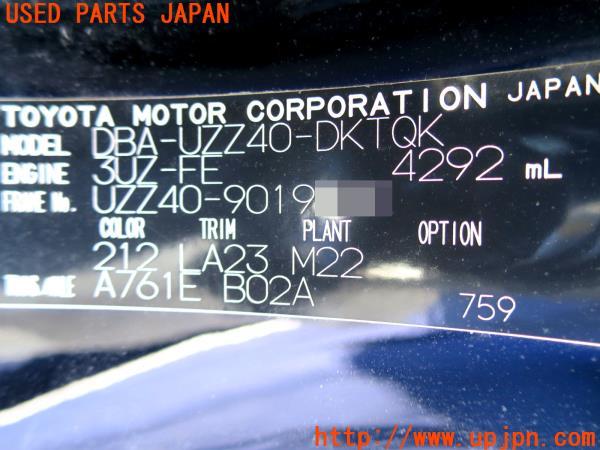 USED PARTS JAPAN
TOYOTA MOTOR CORPORATION JAPAN
MODEL DBA-UZZ40-DKTQK
ENGINE 3UZ-FE 4292 mL
FRAME No. UZZ40-9019
COLOR TRIM PLANT OPTION
212 LA23 M22
TRANS/AXLE A761E B02A
759
UPJ
http://www.upjpn.com/